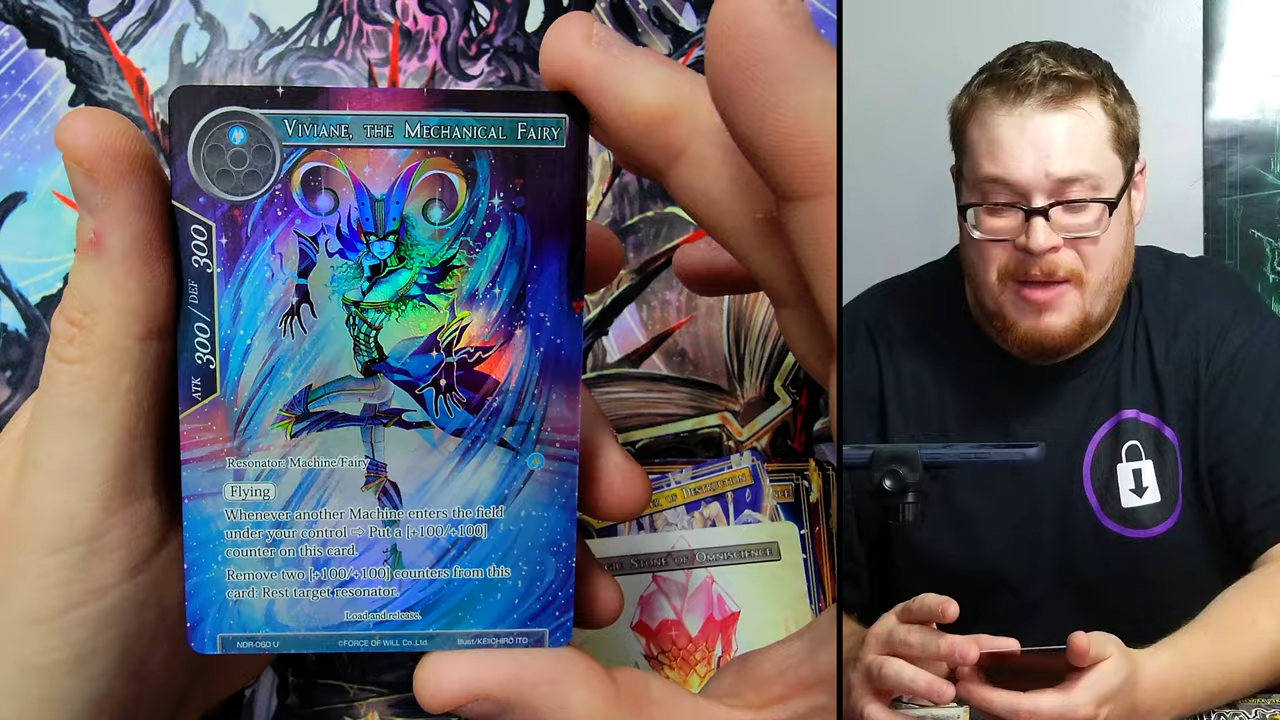 VIVIANE, THE MECHANICAL FAIRY
ATK 300 / DEF 300
Resonator: Machine/Fairy
Flying
Whenever another Machine enters the field
under your control ⇨ Put a [+100/+100]
counter on this card.
Remove two [+100/+100] counters from this
card: Rest target resonator.
Load and release.
NDR-060 U ©FORCE OF WILL Co.,Ltd. Illust/KEIICHIRO ITO
OF DESTRUCTION
STONE OF OMNISCIENCE